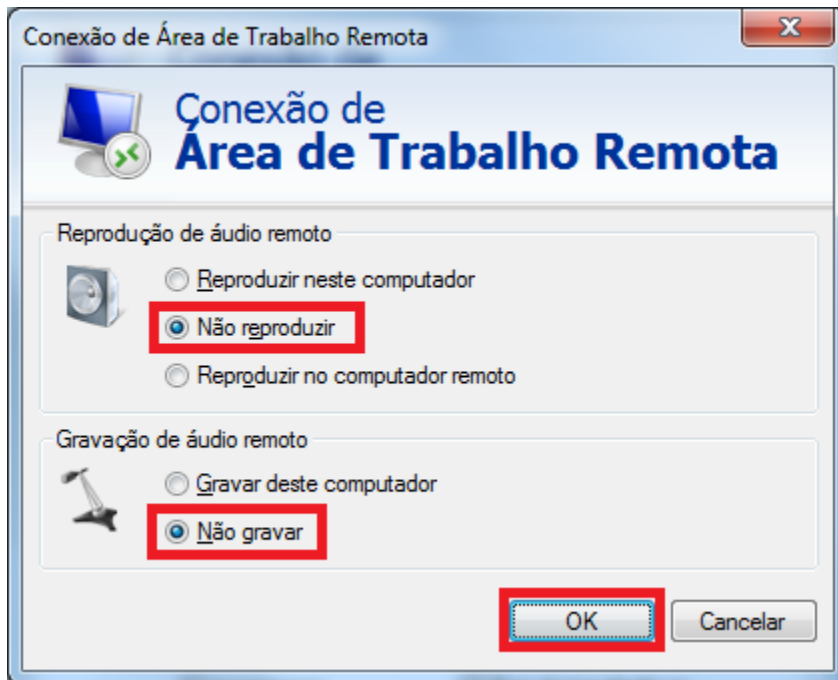 Conexão de Área de Trabalho Remota
Conexão de
Área de Trabalho Remota
Reprodução de áudio remoto
Reproduzir neste computador
Não reproduzir
Reproduzir no computador remoto
Gravação de áudio remoto
Gravar deste computador
Não gravar
OK Cancelar